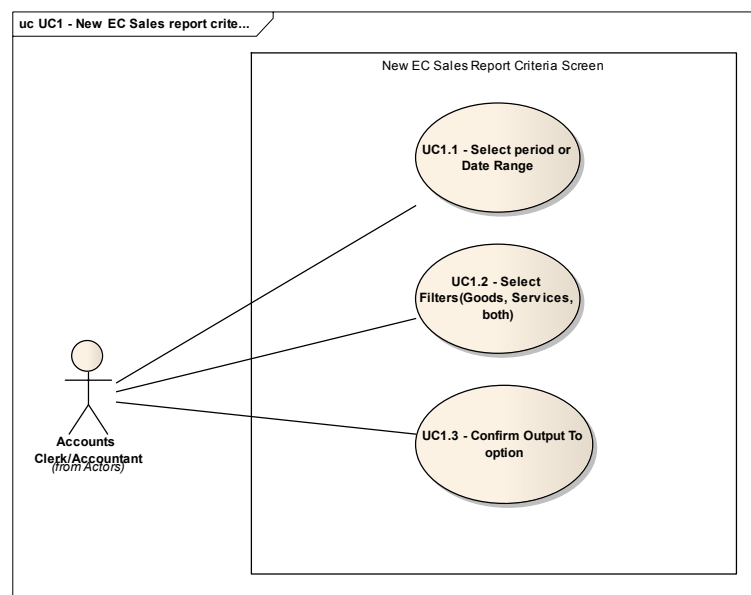 uc UC1 - New EC Sales report crite...
New EC Sales Report Criteria Screen
UC1.1 - Select period or
Date Range
UC1.2 - Select
Filters(Goods, Services,
both)
UC1.3 - Confirm Output To
option
Accounts
Clerk/Accountant
(from Actors)